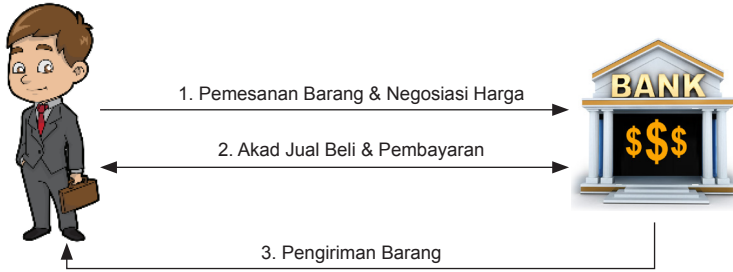 BANK
$$$
1. Pemesanan Barang & Negosiasi Harga
2. Akad Jual Beli & Pembayaran
3. Pengiriman Barang